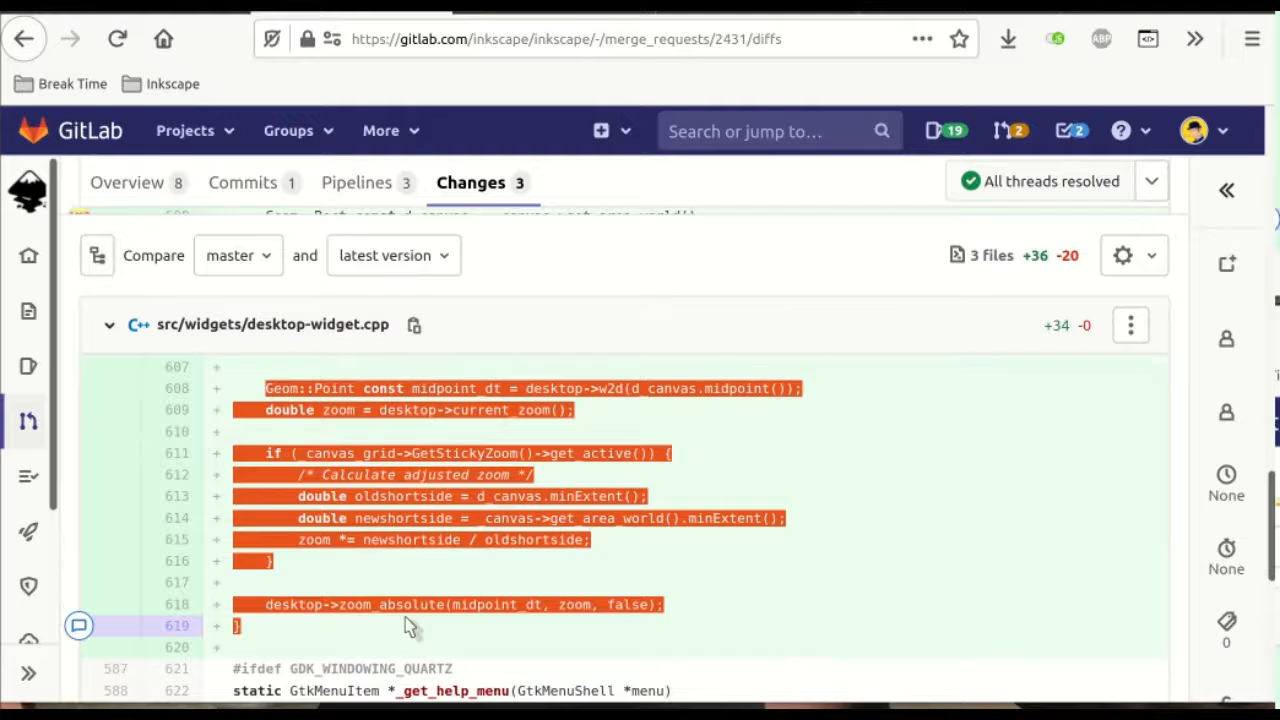 https://gitlab.com/inkscape/inkscape/-/merge_requests/2431/diffs
ABP
Break Time Inkscape
GitLab Projects Groups More Search or jump to... 19 2 2
Overview 8 Commits 1 Pipelines 3 Changes 3 All threads resolved
Compare master and latest version 3 files +36 -20
C++ src/widgets/desktop-widget.cpp +34 -0
607 +
608 + Geom::Point const midpoint_dt = desktop->w2d(d_canvas.midpoint());
609 + double zoom = desktop->current_zoom();
610 +
611 + if (_canvas_grid->GetStickyZoom()->get_active()) {
612 + /* Calculate adjusted zoom */
613 + double oldshortside = d_canvas.minExtent();
614 + double newshortside = _canvas->get_area_world().minExtent();
615 + zoom *= newshortside / oldshortside;
616 + }
617 +
618 + desktop->zoom_absolute(midpoint_dt, zoom, false);
619 + }
620 +
587 621 #ifdef GDK_WINDOWING_QUARTZ
588 622 static GtkMenuItem *_get_help_menu(GtkMenuShell *menu)
None
None
0